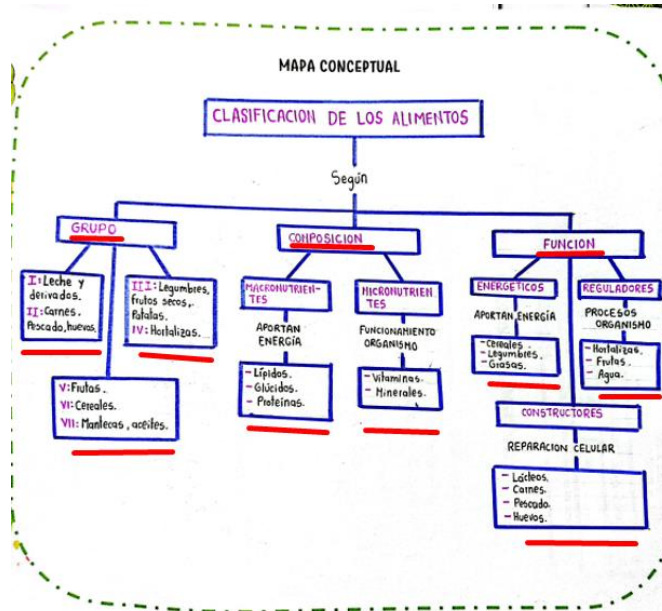 MAPA CONCEPTUAL
CLASIFICACION DE LOS ALIMENTOS
Según
GRUPO
I: Leche y
derivados.
II: Carnes.
Pescado, huevos.
III: Legumbres,
frutos secos,
Patatas.
IV: Hortalizas.
V: Frutas.
VI: Cereales.
VII: Mantecas, aceites.
COMPOSICION
MACRONUTRIEN-
TES
APORTAN
ENERGÍA
- Lípidos.
- Glúcidos.
- Proteínas.
MICRONUTRIEN
TES
FUNCIONAMIENTO
ORGANISMO
- Vitaminas.
- Minerales.
FUNCION
ENERGETICOS
APORTAN ENERGÍA
- Cereales.
- Legumbres.
- Grasas.
REGULADORES
PROCESOS
ORGANISMO
- Hortalizas
- Frutas.
- Agua.
CONSTRUCTORES
REPARACION CELULAR
- Lácteos.
- Carnes.
- Pescado.
- Huevos.